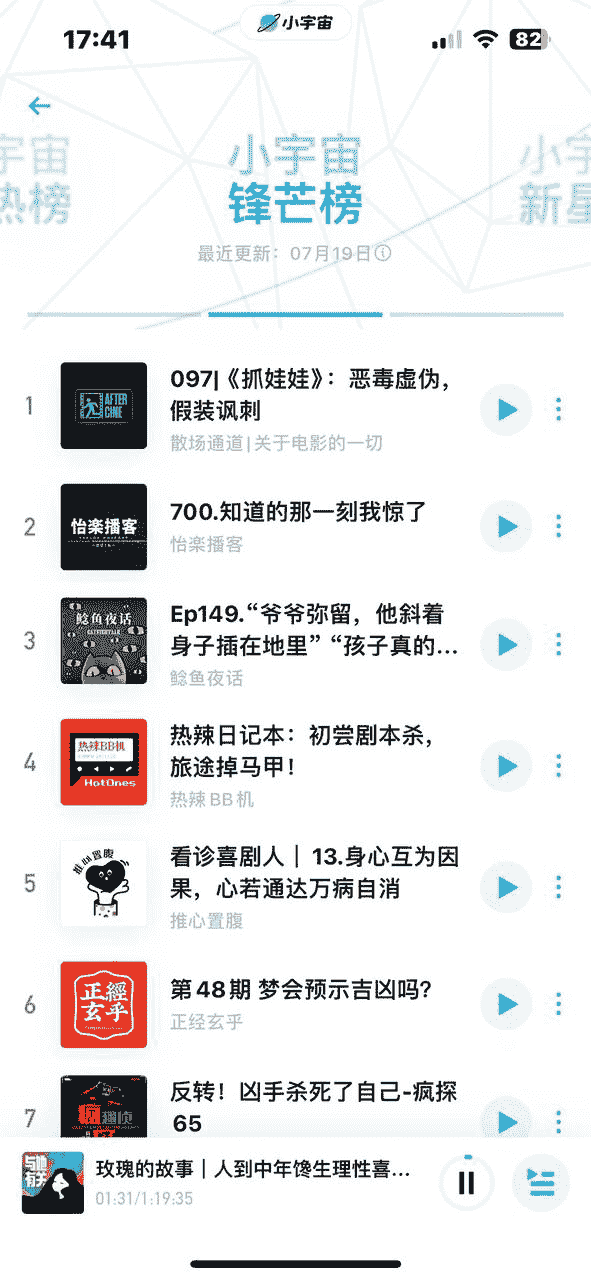 17:41
小宇宙
82
宇宙
热榜
小宇宙
锋芒榜
小宇
新星
最近更新：07月19日
1
AFTER
CINE
097|《抓娃娃》：恶毒虚伪，
假装讽刺
散场通道|关于电影的一切
2
怡楽播客
700.知道的那一刻我惊了
怡楽播客
3
鲶鱼夜话
Ep149.“爷爷弥留，他斜着
身子插在地里” “孩子真的...
鲶鱼夜话
4
热辣BB机
HotOnes
热辣日记本：初尝剧本杀，
旅途掉马甲！
热辣BB机
5
推心置腹
看诊喜剧人｜ 13.身心互为因
果，心若通达万病自消
推心置腹
6
正經
玄乎
第48期 梦会预示吉凶吗？
正经玄乎
7
反转！凶手杀死了自己-疯探
65
玫瑰的故事｜人到中年馋生理性喜...
01:31/1:19:35